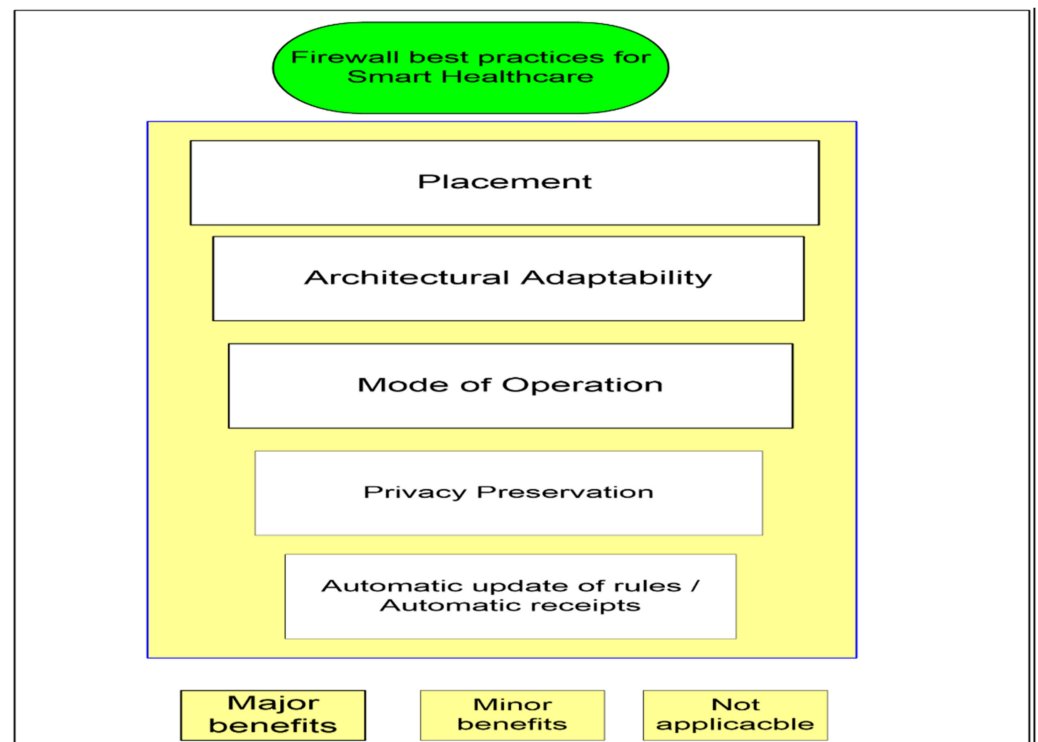 Firewall best practices for
Smart Healthcare
Placement
Architectural Adaptability
Mode of Operation
Privacy Preservation
Automatic update of rules /
Automatic receipts
Major
benefits
Minor
benefits
Not
applicacble